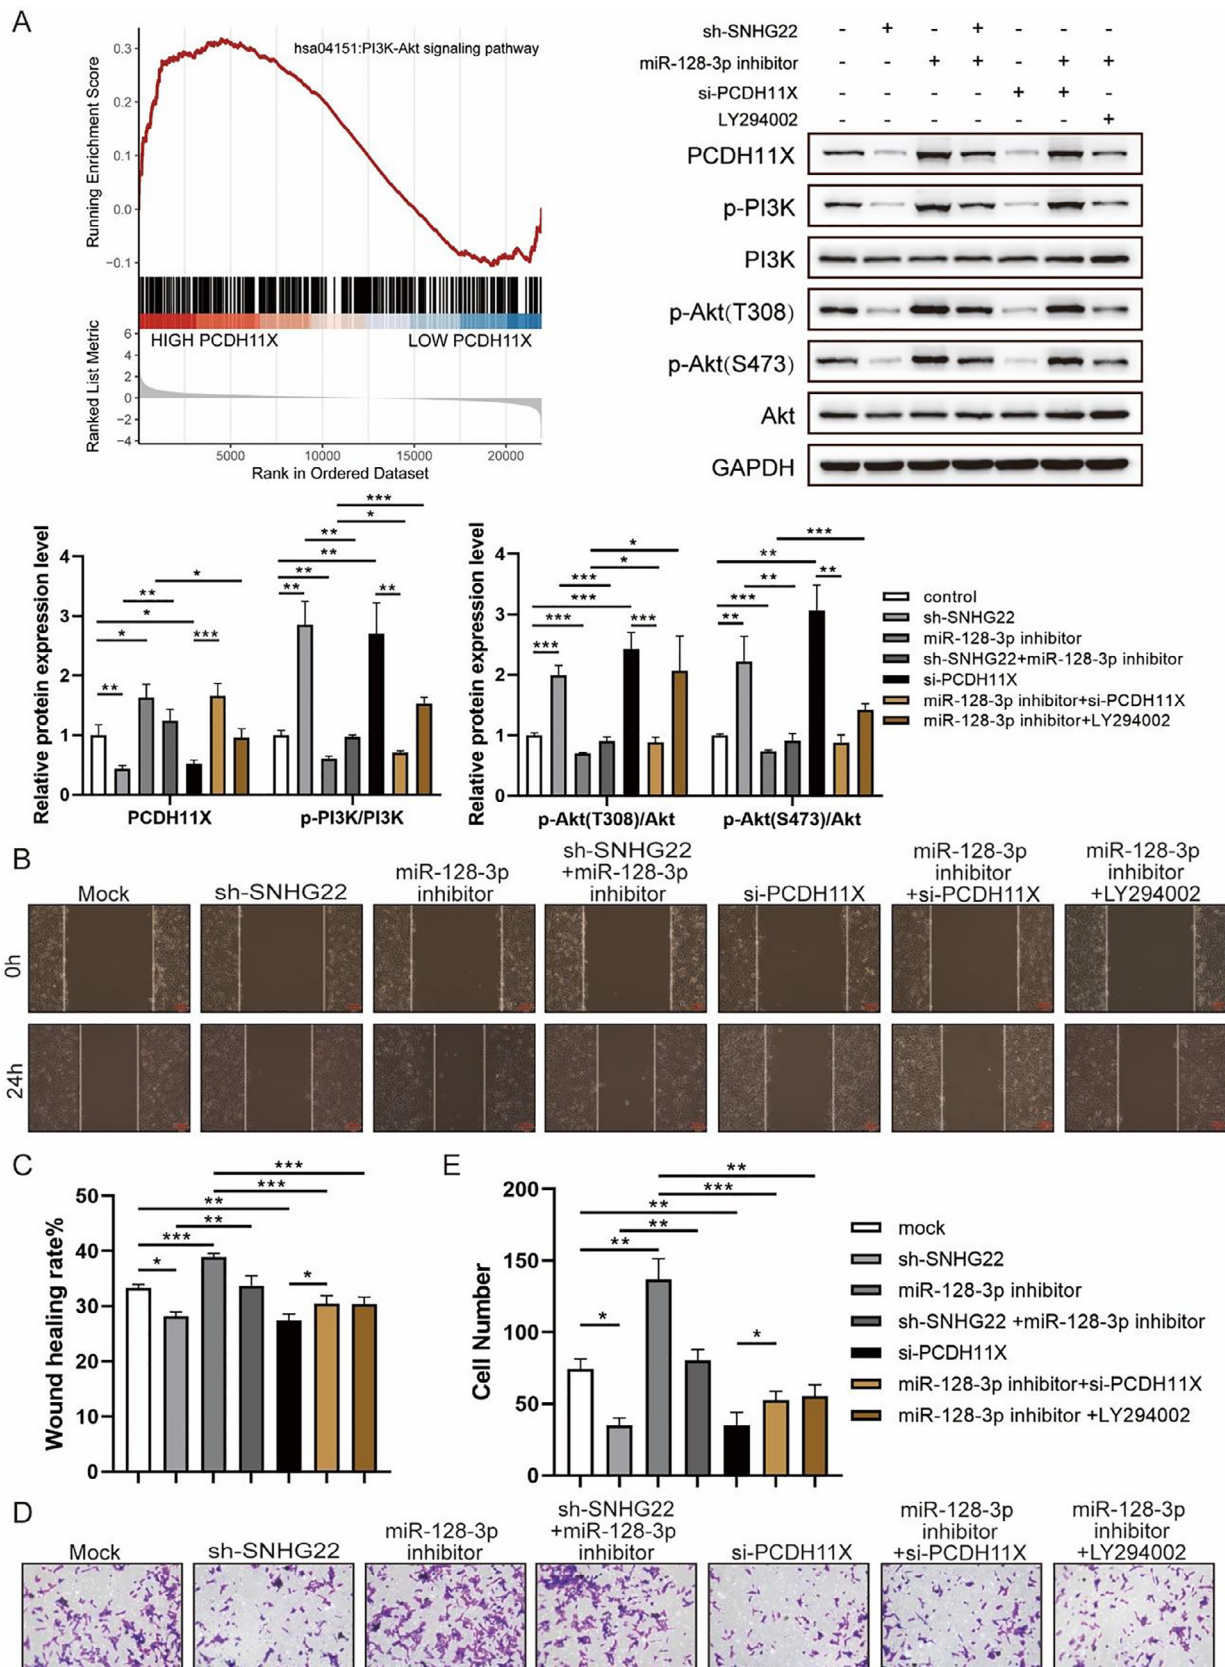 A
hsa04151:PI3K-Akt signaling pathway
Running Enrichment Score
0.3
0.2
0.1
0.0
-0.1
HIGH PCDH11X
LOW PCDH11X
Ranked List Metric
6
4
2
0
-2
-4
5000 10000 15000 20000
Rank in Ordered Dataset
sh-SNHG22 - + - + - - -
miR-128-3p inhibitor - - + + - + +
si-PCDH11X - - - - + + -
LY294002 - - - - - - +
PCDH11X
p-PI3K
PI3K
p-Akt(T308)
p-Akt(S473)
Akt
GAPDH
Relative protein expression level
4
3
2
1
0
*** 
*
**
**
**
**
**
*
**
*
*
***
**
PCDH11X
p-PI3K/PI3K
Relative protein expression level
4
3
2
1
0
*
*
***
***
***
***
***
***
**
**
***
**
**
p-Akt(T308)/Akt
p-Akt(S473)/Akt
control
sh-SNHG22
miR-128-3p inhibitor
sh-SNHG22+miR-128-3p inhibitor
si-PCDH11X
miR-128-3p inhibitor+si-PCDH11X
miR-128-3p inhibitor+LY294002
B
Mock
sh-SNHG22
miR-128-3p
inhibitor
sh-SNHG22
+miR-128-3p
inhibitor
si-PCDH11X
miR-128-3p
inhibitor
+si-PCDH11X
miR-128-3p
inhibitor
+LY294002
0h
24h
C
Wound healing rate%
50
40
30
20
10
0
***
***
**
**
***
*
*
E
Cell Number
200
150
100
50
0
**
***
**
**
**
*
*
mock
sh-SNHG22
miR-128-3p inhibitor
sh-SNHG22 +miR-128-3p inhibitor
si-PCDH11X
miR-128-3p inhibitor+si-PCDH11X
miR-128-3p inhibitor +LY294002
D
Mock
sh-SNHG22
miR-128-3p
inhibitor
sh-SNHG22
+miR-128-3p
inhibitor
si-PCDH11X
miR-128-3p
inhibitor
+si-PCDH11X
miR-128-3p
inhibitor
+LY294002